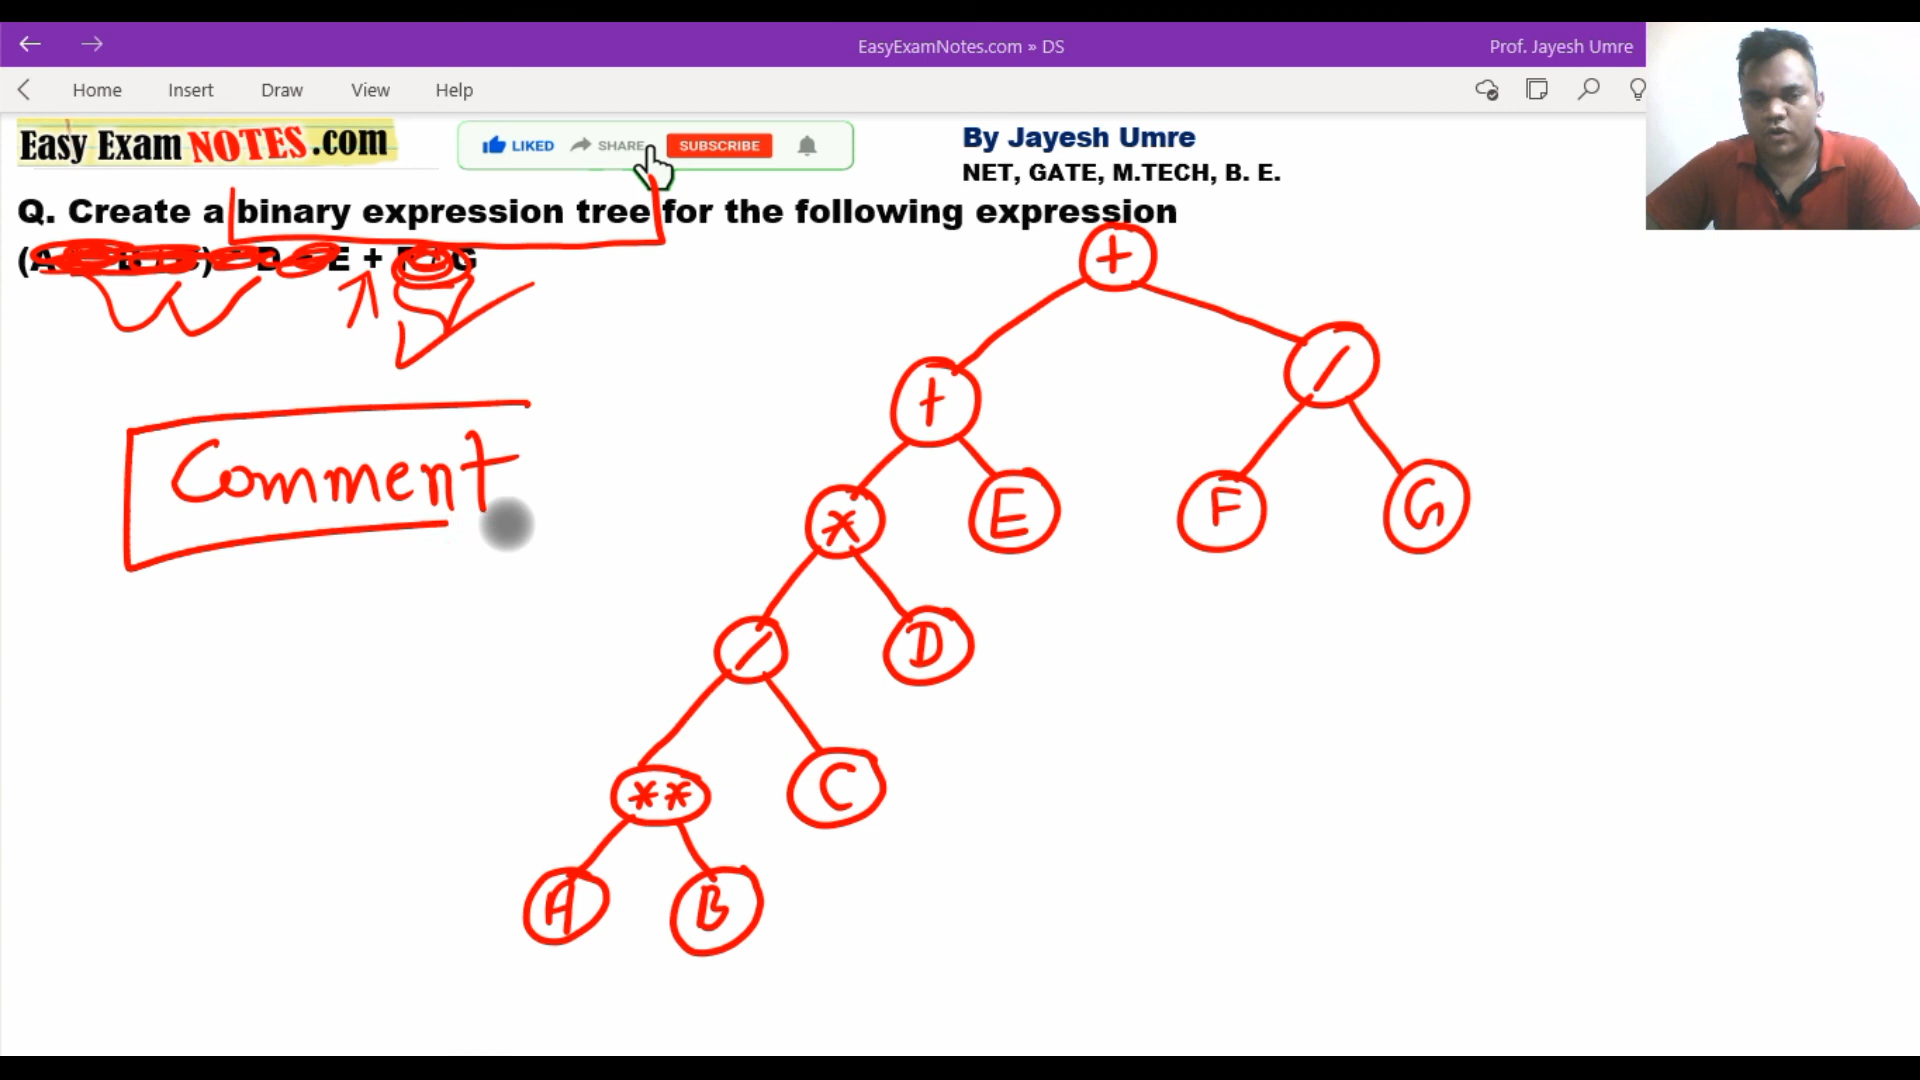 EasyExamNotes.com » DS
Prof. Jayesh Umre
Home Insert Draw View Help
Easy Exam NOTES.com
LIKED SHARE SUBSCRIBE
By Jayesh Umre
NET, GATE, M.TECH, B. E.
Q. Create a binary expression tree for the following expression
E + G
+
+ /
* E F G
/ D
** C
A B
Comment